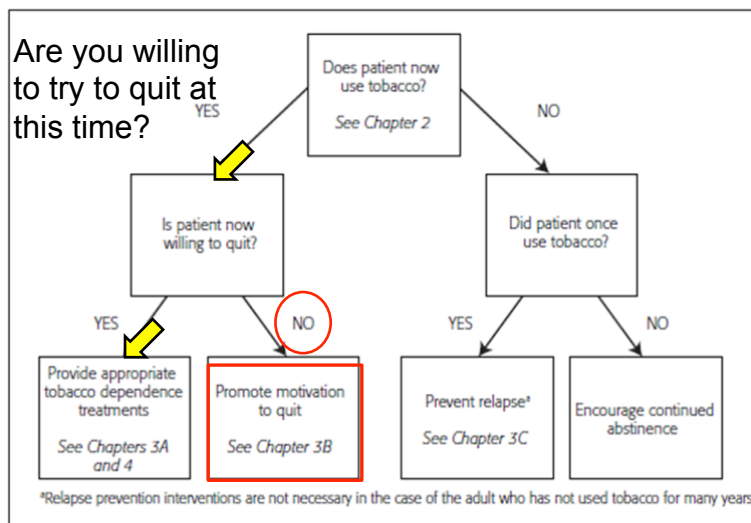 Are you willing
to try to quit at
this time?
Does patient now
use tobacco?
See Chapter 2
YES
NO
Is patient now
willing to quit?
Did patient once
use tobacco?
YES
NO
YES
NO
Provide appropriate
tobacco dependence
treatments
See Chapters 3A
and 4
Promote motivation
to quit
See Chapter 3B
Prevent relapseª
See Chapter 3C
Encourage continued
abstinence
ªRelapse prevention interventions are not necessary in the case of the adult who has not used tobacco for many years